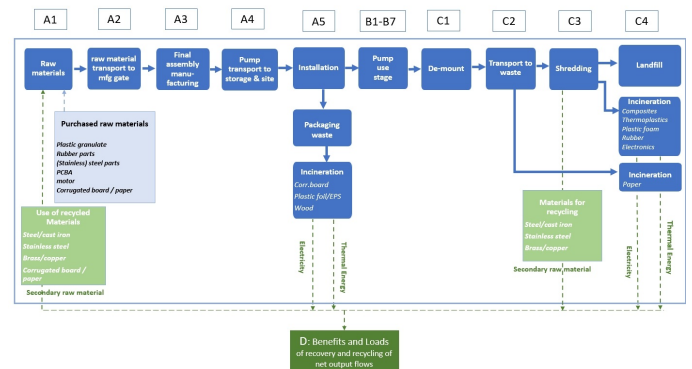 A1
A2
A3
A4
A5
B1-B7
C1
C2
C3
C4
Raw
materials
raw material
transport to
mfg gate
Final
assembly
manu-
facturing
Pump
transport to
storage & site
Installation
Pump
use
stage
De-mount
Transport to
waste
Shredding
Landfill
Purchased raw materials
Plastic granulate
Rubber parts
(Stainless) steel parts
PCBA
motor
Corrugated board / paper
Packaging
waste
Incineration
Corr.board
Plastic foil/EPS
Wood
Incineration
Composites
Thermoplastics
Plastic foam
Rubber
Electronics
Incineration
Paper
Use of recycled
Materials
Steel/cast iron
Stainless steel
Brass/copper
Corrugated board /
paper
Secondary raw material
Materials for
recycling
Steel/cast iron
Stainless steel
Brass/copper
Secondary raw material
Electricity
Thermal Energy
Electricity
Thermal Energy
D: Benefits and Loads
of recovery and recycling of
net output flows